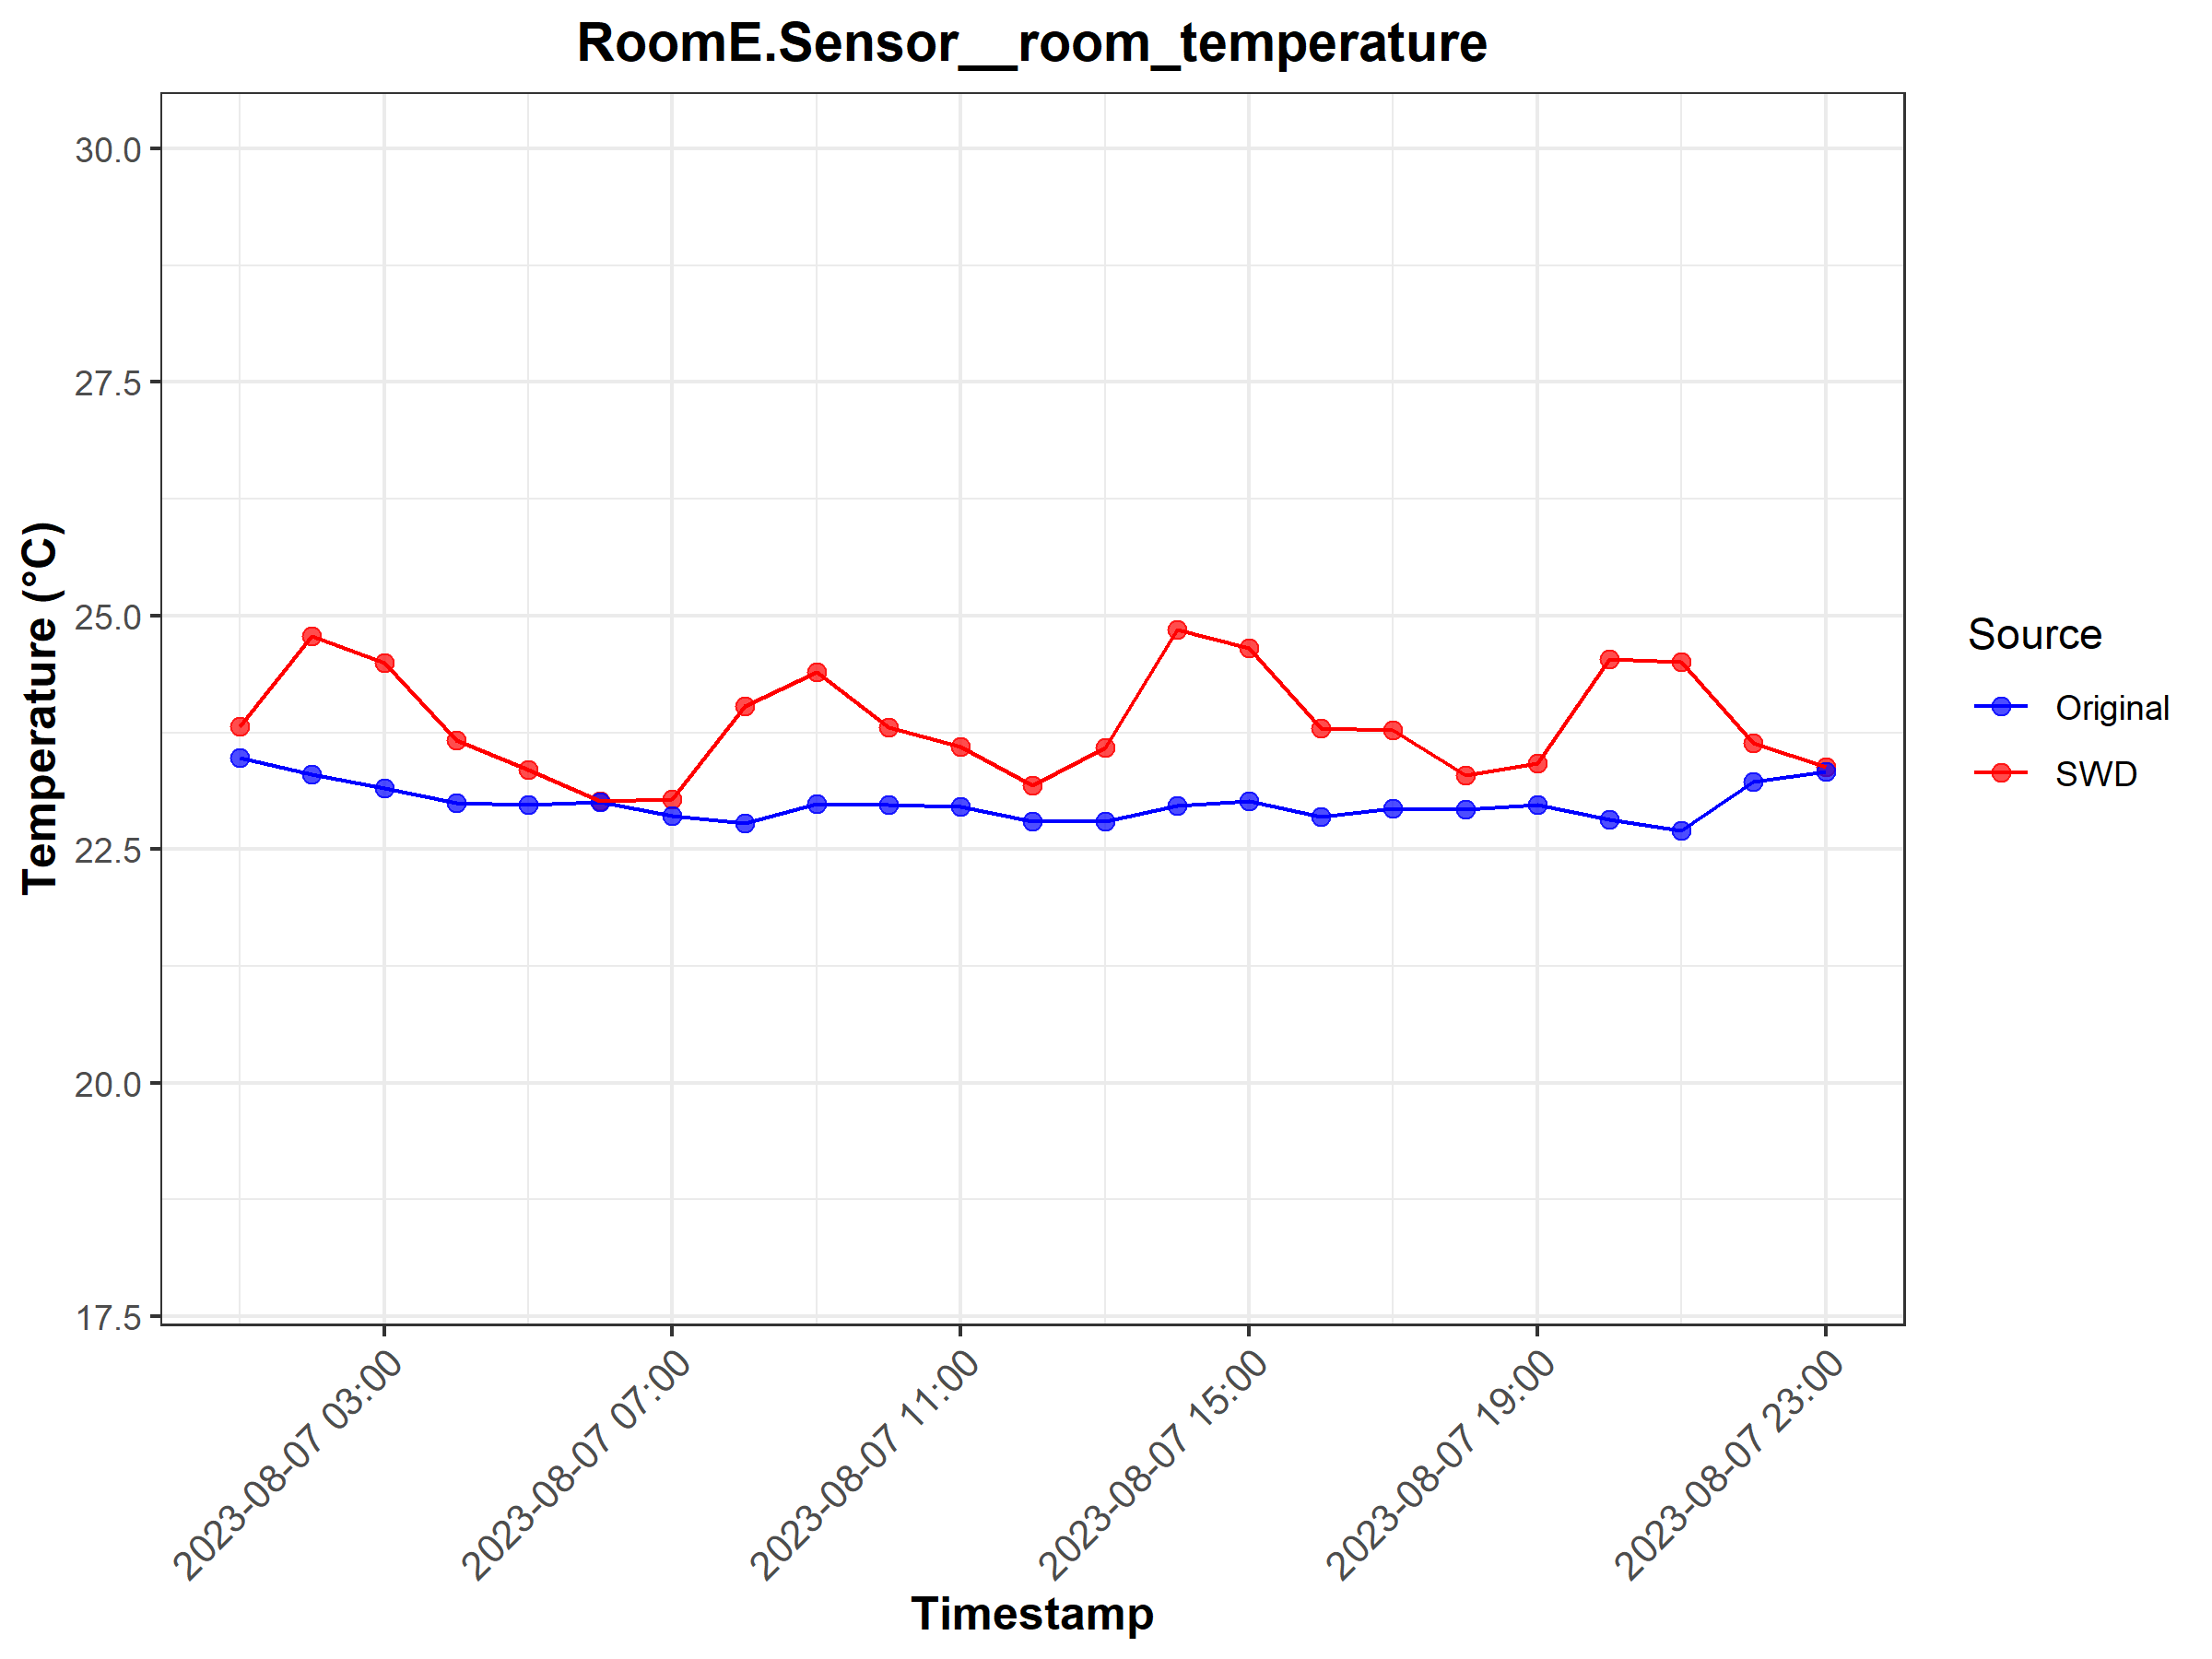 RoomE.Sensor__room_temperature
Temperature (°C)
30.0
27.5
25.0
22.5
20.0
17.5
2023-08-07 03:00
2023-08-07 07:00
2023-08-07 11:00
2023-08-07 15:00
2023-08-07 19:00
2023-08-07 23:00
Timestamp
Source
Original
SWD